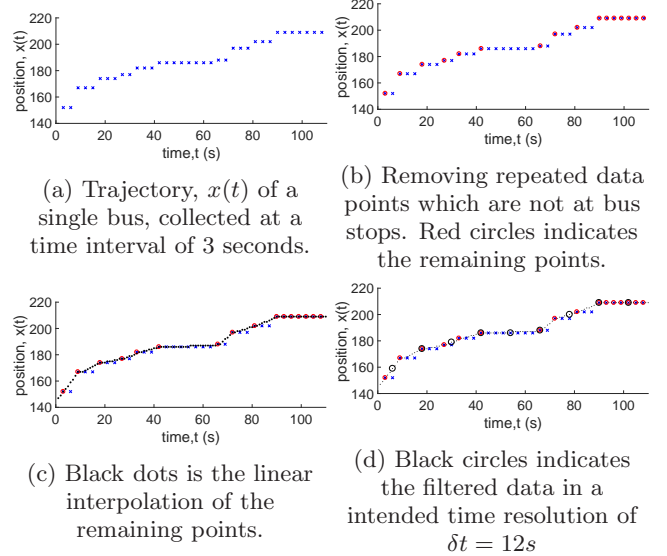 220
200
180
160
140
0 20 40 60 80 100
position, x(t)
time,t (s)
(a) Trajectory, x(t) of a
single bus, collected at a
time interval of 3 seconds.
220
200
180
160
140
0 20 40 60 80 100
position, x(t)
time,t (s)
(b) Removing repeated data
points which are not at bus
stops. Red circles indicates
the remaining points.
220
200
180
160
140
0 20 40 60 80 100
position, x(t)
time,t (s)
(c) Black dots is the linear
interpolation of the
remaining points.
220
200
180
160
140
0 20 40 60 80 100
position, x(t)
time,t (s)
(d) Black circles indicates
the filtered data in a
intended time resolution of
δt = 12s